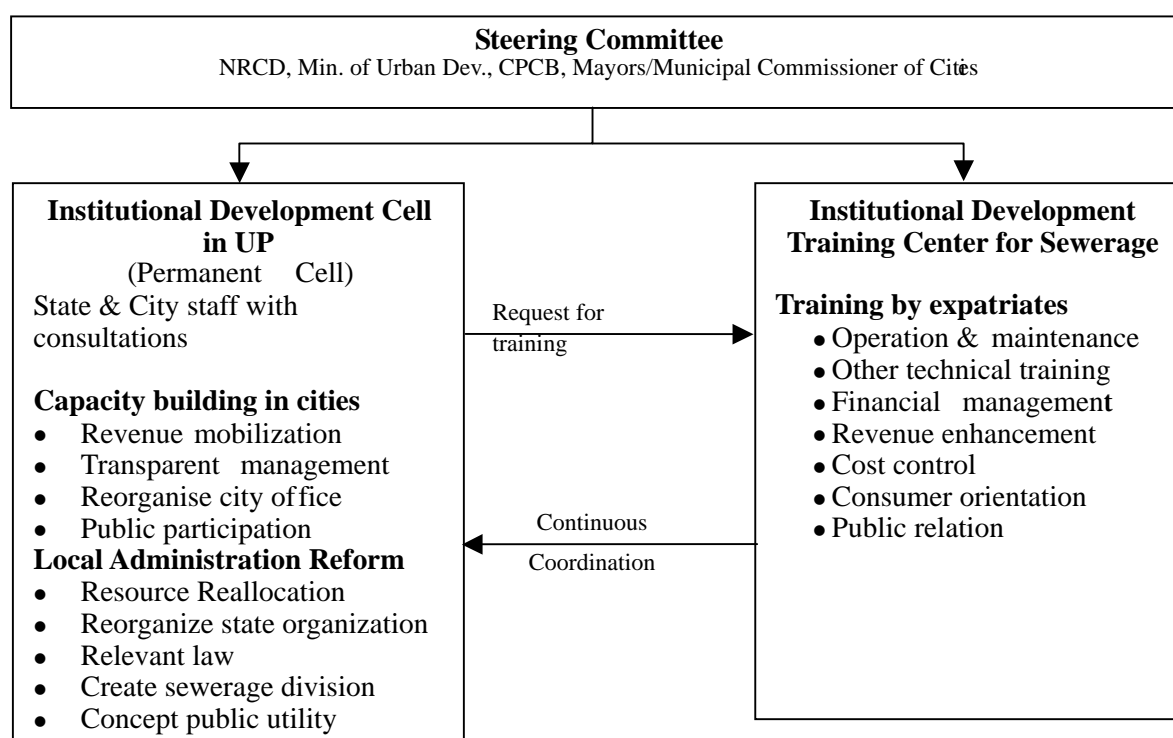 Steering Committee
NRCD, Min. of Urban Dev., CPCB, Mayors/Municipal Commissioner of Cities
Institutional Development Cell
in UP
(Permanent Cell)
State & City staff with
consultations
Capacity building in cities
● Revenue mobilization
● Transparent management
● Reorganise city office
● Public participation
Local Administration Reform
● Resource Reallocation
● Reorganize state organization
● Relevant law
● Create sewerage division
● Concept public utility
Request for
training
Continuous
Coordination
Institutional Development
Training Center for Sewerage
Training by expatriates
● Operation & maintenance
● Other technical training
● Financial management
● Revenue enhancement
● Cost control
● Consumer orientation
● Public relation